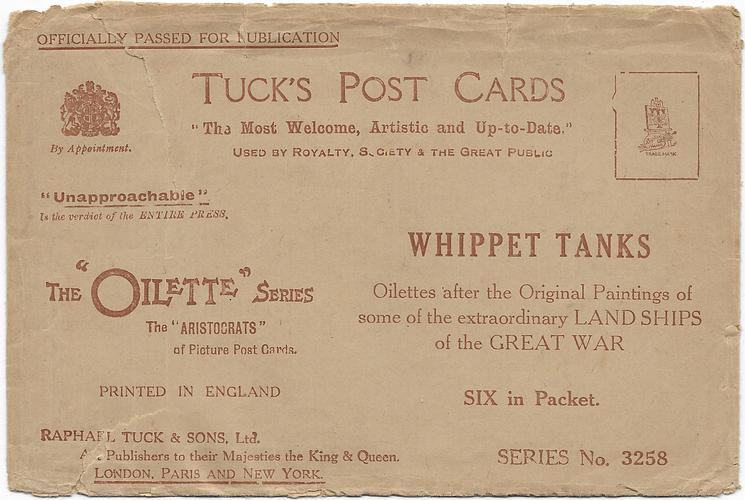 OFFICIALLY PASSED FOR PUBLICATION
TUCK'S POST CARDS
"The Most Welcome, Artistic and Up-to-Date."
USED BY ROYALTY, SOCIETY & THE GREAT PUBLIC
By Appointment.
TRADE MARK
"Unapproachable"
Is the verdict of the ENTIRE PRESS.
THE "OILETTE" SERIES
The "ARISTOCRATS"
of Picture Post Cards.
PRINTED IN ENGLAND
WHIPPET TANKS
Oilettes after the Original Paintings of
some of the extraordinary LAND SHIPS
of the GREAT WAR
SIX in Packet.
RAPHAEL TUCK & SONS, Ltd.
Publishers to their Majesties the King & Queen.
LONDON, PARIS AND NEW YORK.
SERIES No. 3258